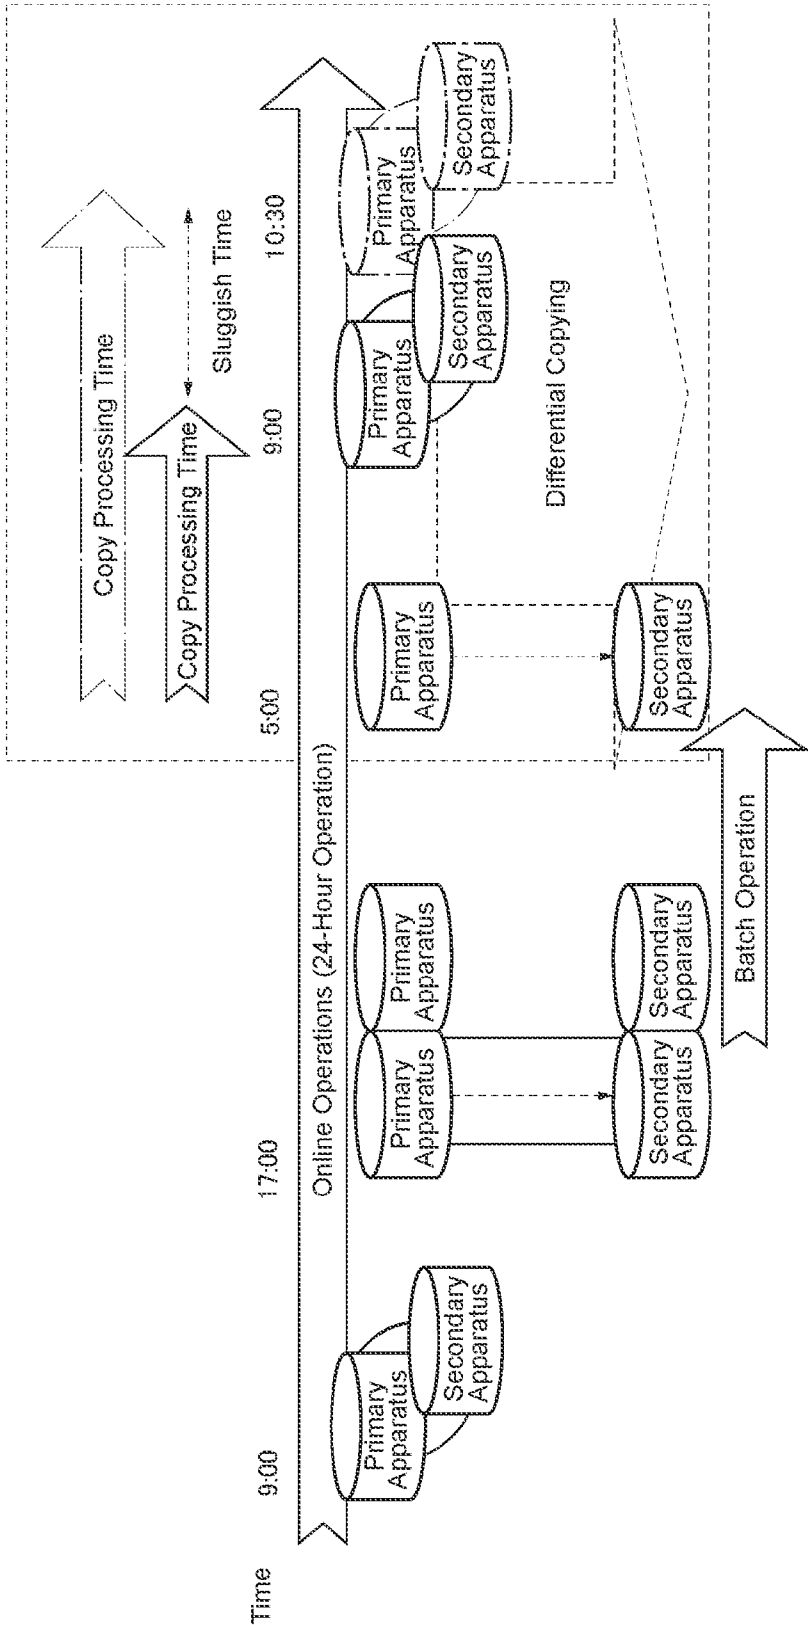 Copy Processing Time
Copy Processing Time
Sluggish Time
Time
9:00
17:00
5:00
9:00
10:30
Online Operations (24-Hour Operation)
Primary
Apparatus
Secondary
Apparatus
Primary
Apparatus
Primary
Apparatus
Primary
Apparatus
Primary
Apparatus
Secondary
Apparatus
Primary
Apparatus
Secondary
Apparatus
Differential Copying
Secondary
Apparatus
Secondary
Apparatus
Secondary
Apparatus
Batch Operation